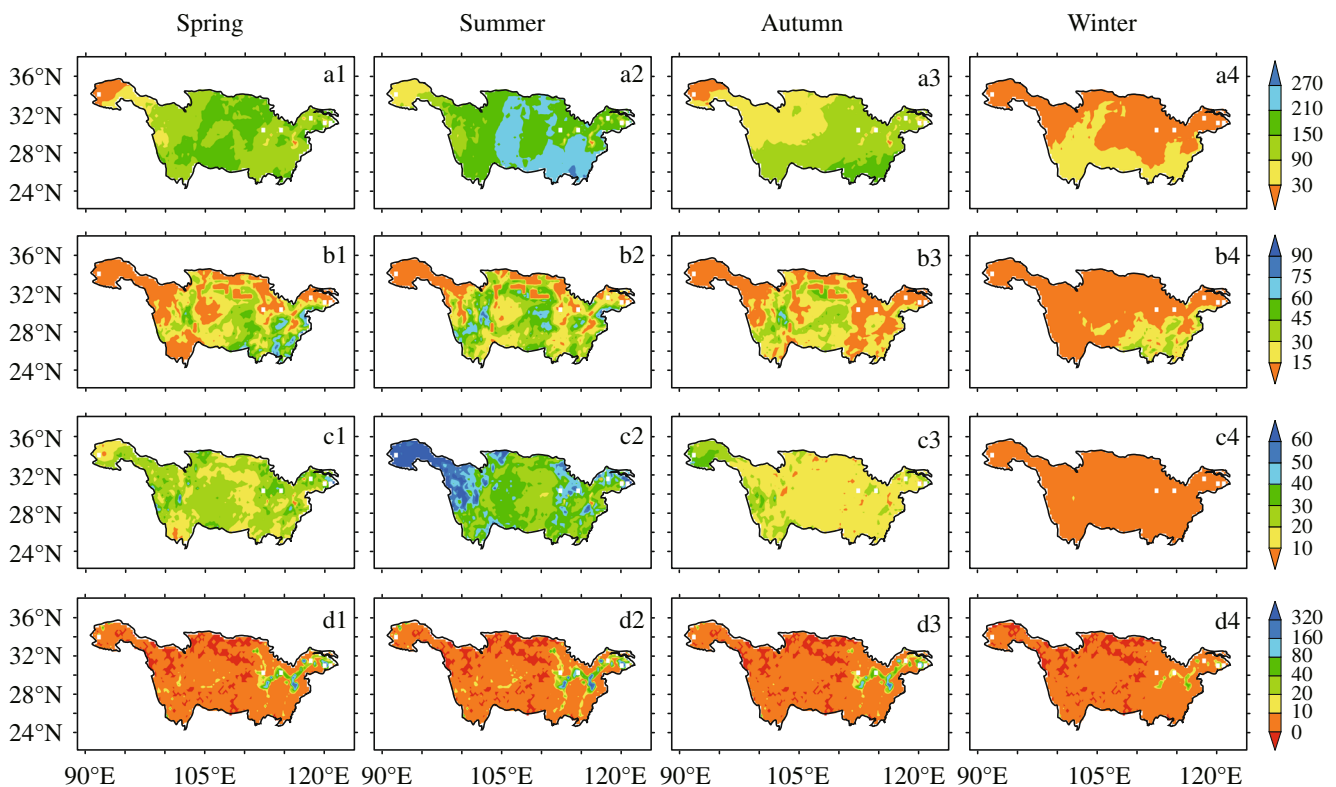 Spring Summer Autumn Winter
36°N a1 a2 a3 a4 270
32°N 210
150
28°N 90
24°N 30
36°N b1 b2 b3 b4 90
75
32°N 60
28°N 45
30
24°N 15
36°N c1 c2 c3 c4 60
50
32°N 40
28°N 30
20
24°N 10
36°N d1 d2 d3 d4 320
160
32°N 80
40
28°N 20
10
24°N 0
90°E 105°E 120°E 90°E 105°E 120°E 90°E 105°E 120°E 90°E 105°E 120°E